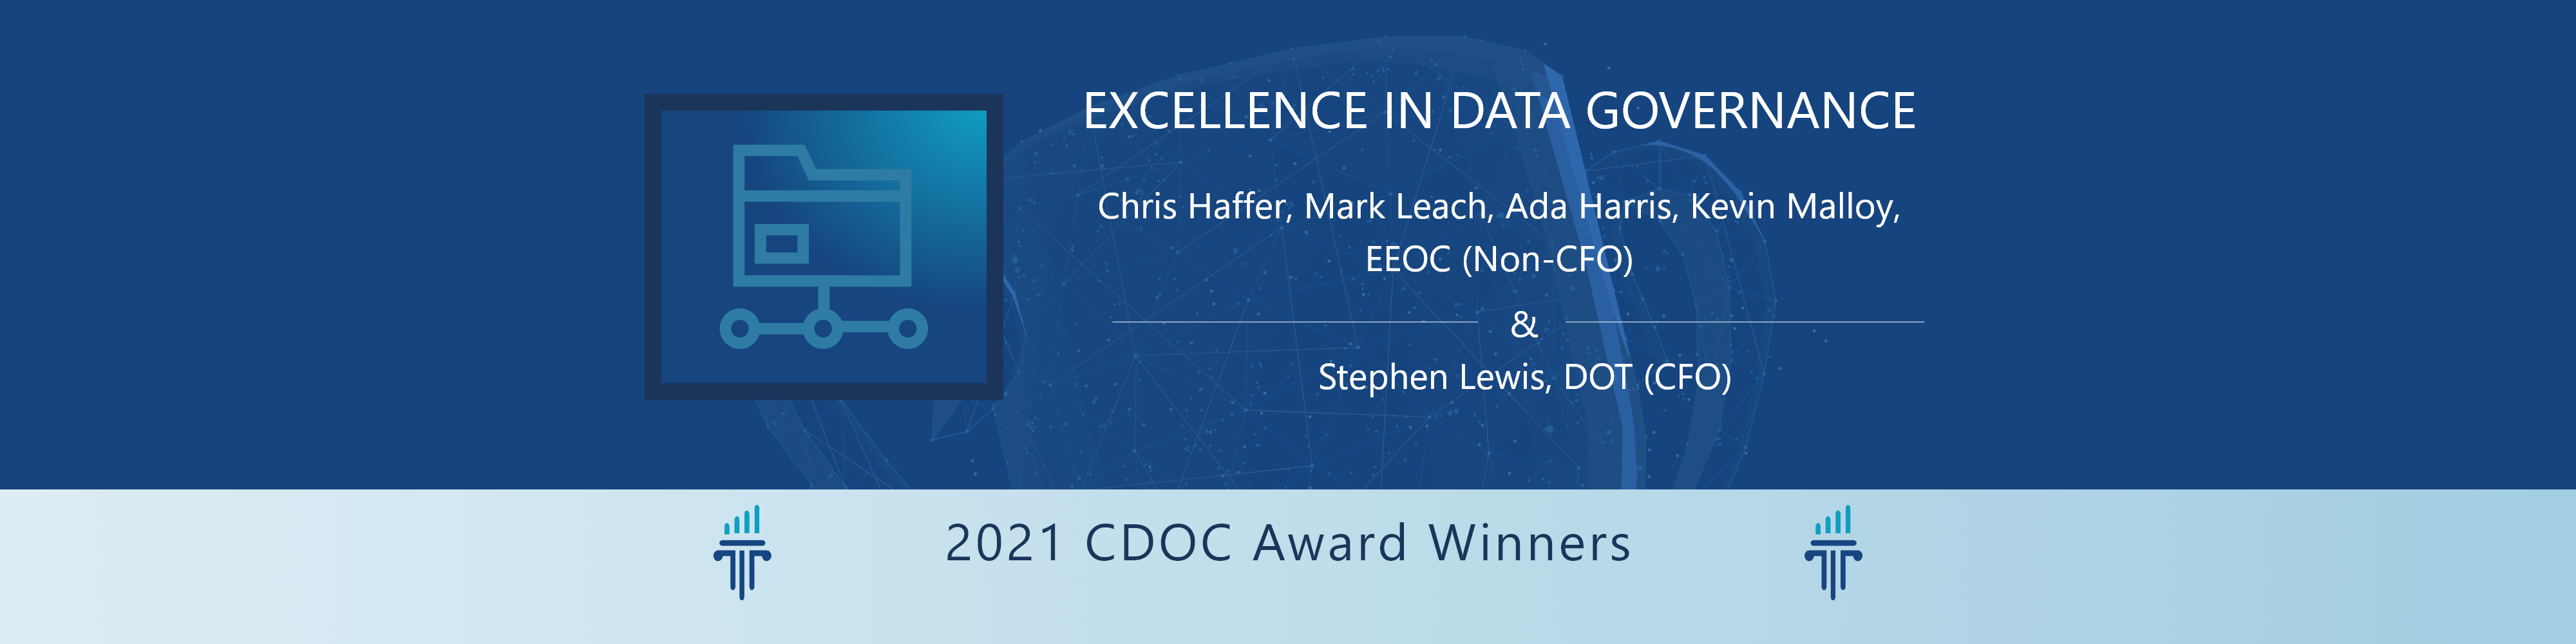 EXCELLENCE IN DATA GOVERNANCE
Chris Haffer, Mark Leach, Ada Harris, Kevin Malloy,
EEOC (Non-CFO)
&
Stephen Lewis, DOT (CFO)
2021 CDOC Award Winners